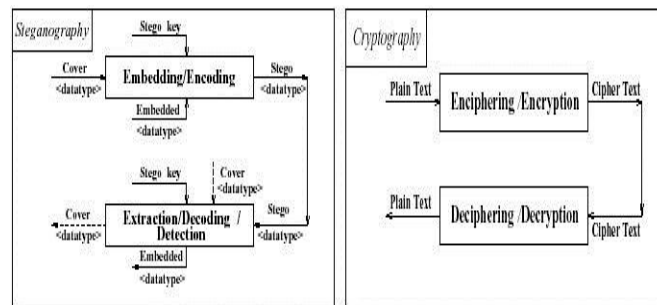 Steganography
Stego key
Cover
<datatype>
Embedding/Encoding
Stego
<datatype>
Embedded
<datatype>
Stego key
Cover
<datatype>
Cover
<datatype>
Extraction/Decoding /
Detection
Stego
<datatype>
Embedded
<datatype>
Cryptography
Plain Text
Enciphering /Encryption
Cipher Text
Plain Text
Deciphering /Decryption
Cipher Text